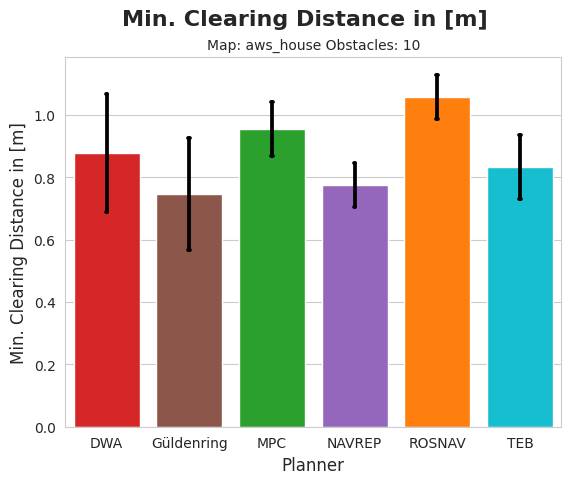 Min. Clearing Distance in [m]
Map: aws_house Obstacles: 10
Min. Clearing Distance in [m]
1.0
0.8
0.6
0.4
0.2
0.0
DWA Güldenring MPC NAVREP ROSNAV TEB
Planner